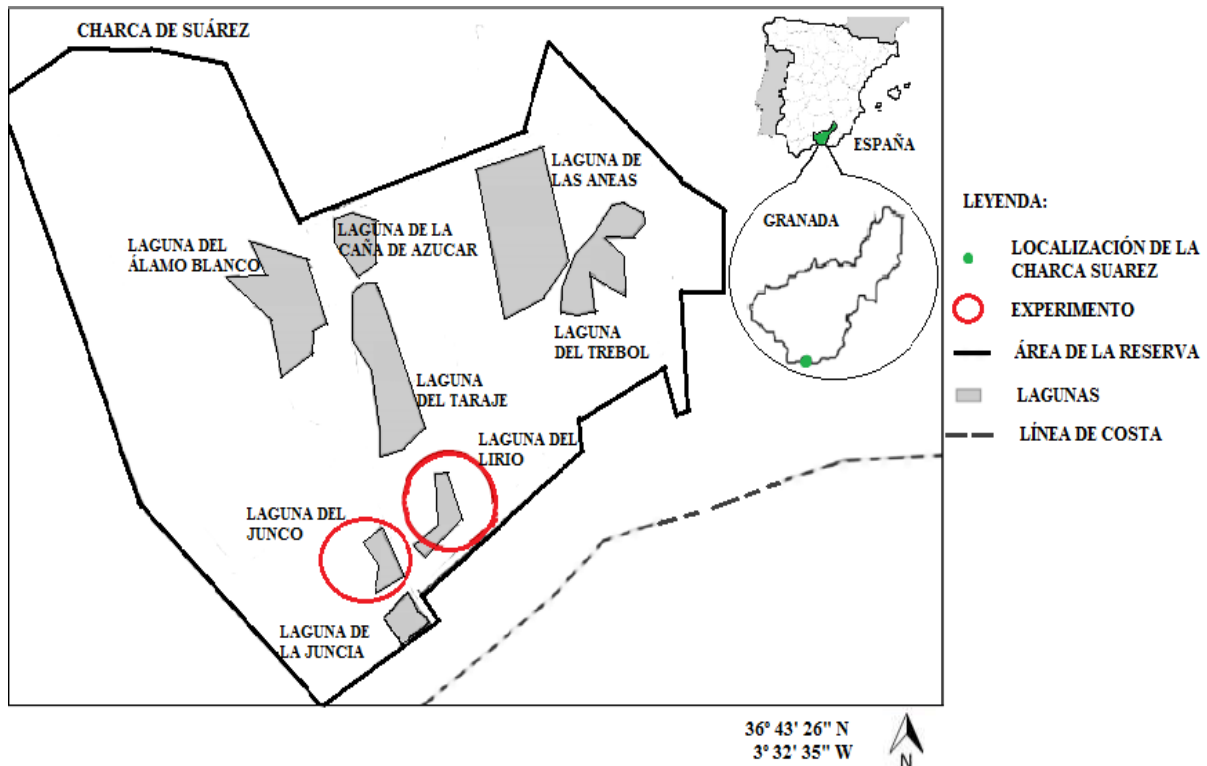 CHARCA DE SUÁREZ
LAGUNA DE
LAS ANEAS
LAGUNA DE LA
CAÑA DE AZUCAR
LAGUNA DEL
ÁLAMO BLANCO
LAGUNA
DEL TREBOL
LAGUNA
DEL TARAJE
LAGUNA DEL
LIRIO
LAGUNA DEL
JUNCO
LAGUNA DE
LA JUNCIA
ESPAÑA
GRANADA
LEYENDA:
LOCALIZACIÓN DE LA
CHARCA SUAREZ
EXPERIMENTO
ÁREA DE LA RESERVA
LAGUNAS
LÍNEA DE COSTA
36º 43' 26" N
3º 32' 35" W
N